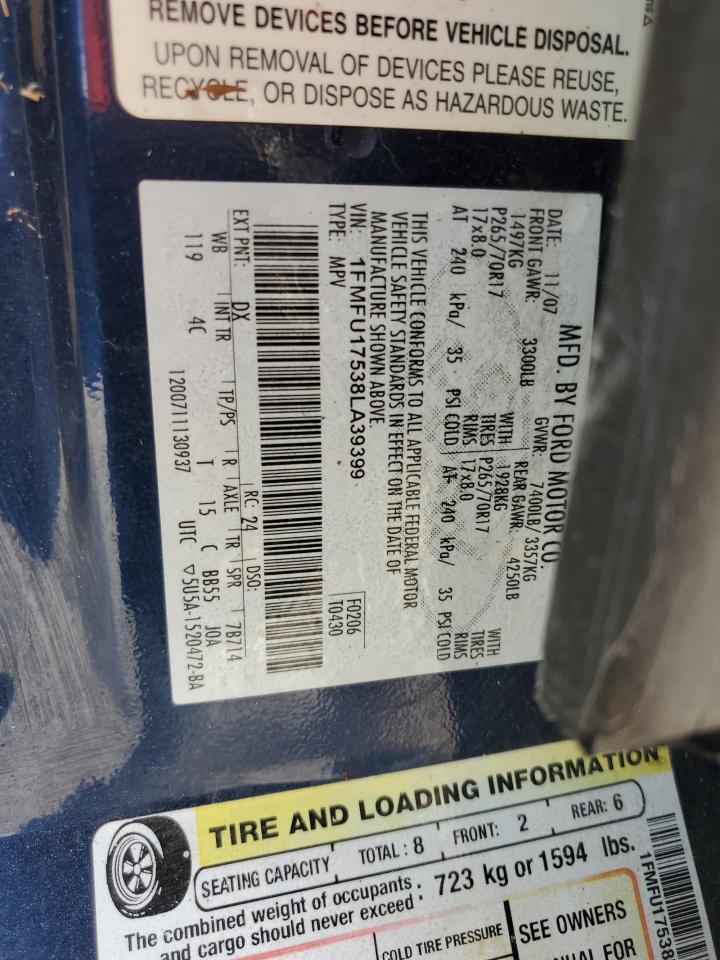 REMOVE DEVICES BEFORE VEHICLE DISPOSAL.
UPON REMOVAL OF DEVICES PLEASE REUSE,
RECYCLE, OR DISPOSE AS HAZARDOUS WASTE.
MFD. BY FORD MOTOR CO.
DATE: 11/07 GVWR: 7400LB/ 3357KG
FRONT GAWR: 3300LB REAR GAWR: 4250LB
1497KG WITH 1928KG WITH
P265/70R17 TIRES P265/70R17 TIRES
17x8.0 RIMS 17x8.0 RIMS
AT 240 kPa/ 35 PSI COLD AT 240 kPa/ 35 PSI COLD
THIS VEHICLE CONFORMS TO ALL APPLICABLE FEDERAL MOTOR
VEHICLE SAFETY STANDARDS IN EFFECT ON THE DATE OF
MANUFACTURE SHOWN ABOVE.
VIN: 1FMFU17538LA39399
TYPE: MPV
F0206
T0430
EXT PNT: DX RC: 24 DSO:
WB INT TR TP/PS R AXLE TR SPR 7B714
119 4C T 15 C BB55 JOA
1200711130937 UTC ▽5U5A-1520472-BA
TIRE AND LOADING INFORMATION
SEATING CAPACITY TOTAL : 8 FRONT: 2 REAR: 6
The combined weight of occupants
and cargo should never exceed : 723 kg or 1594 lbs.
COLD TIRE PRESSURE
SEE OWNERS
FOR
1FMFU17538